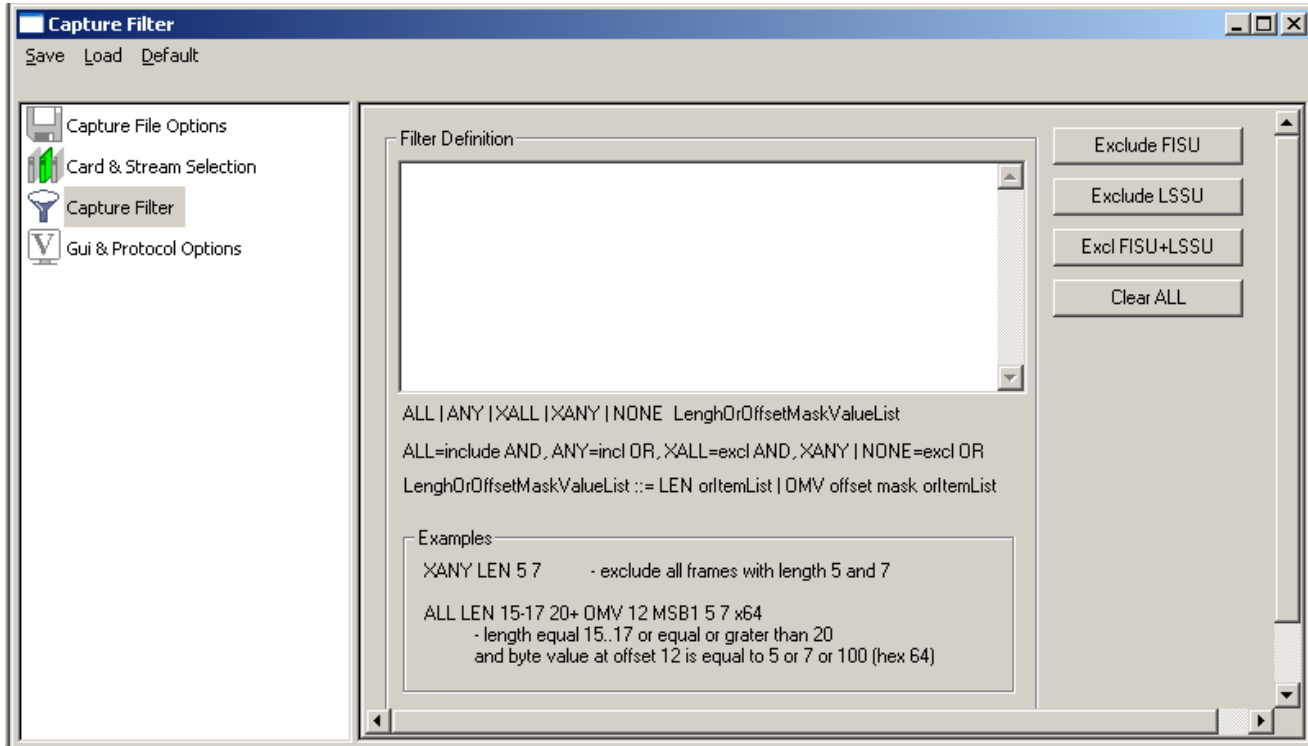 Capture Filter
Save Load Default
Capture File Options
Card & Stream Selection
Capture Filter
Gui & Protocol Options
Filter Definition
ALL | ANY | XALL | XANY | NONE LenghOrOffsetMaskValueList
ALL=include AND, ANY=incl OR, XALL=excl AND, XANY | NONE=excl OR
LenghOrOffsetMaskValueList ::= LEN orItemList | OMV offset mask orItemList
Examples
XANY LEN 5 7 - exclude all frames with length 5 and 7
ALL LEN 15-17 20+ OMV 12 MSB1 5 7 x64
- length equal 15..17 or equal or grater than 20
and byte value at offset 12 is equal to 5 or 7 or 100 (hex 64)
Exclude FISU
Exclude LSSU
Excl FISU+LSSU
Clear ALL